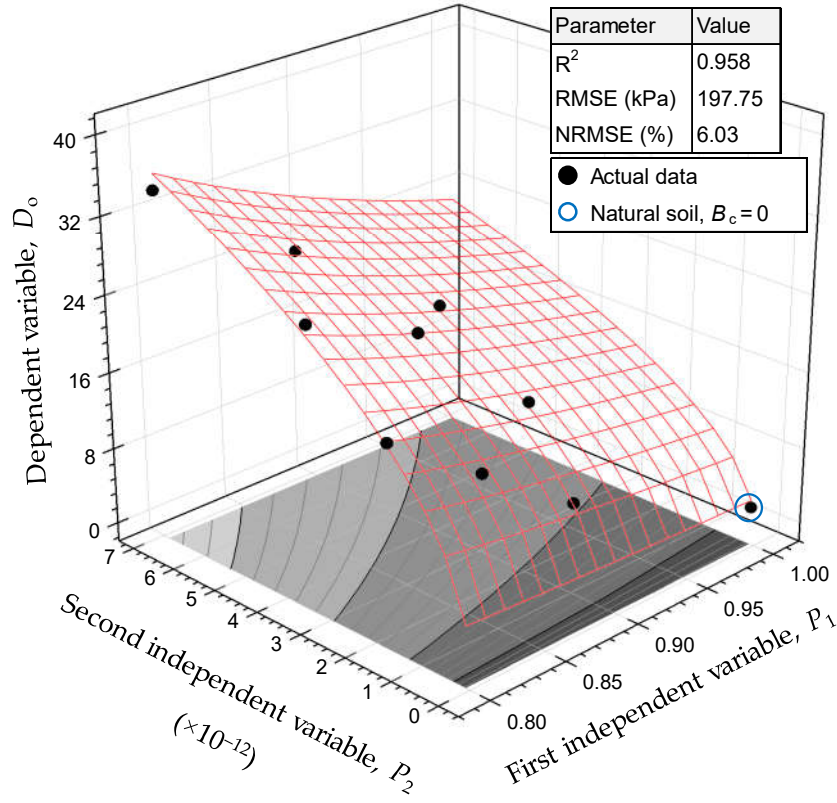 Parameter Value
R² 0.958
RMSE (kPa) 197.75
NRMSE (%) 6.03
Actual data
Natural soil, Bc = 0
Dependent variable, Do
40
32
24
16
8
0
7
6
5
4
3
2
1
0
Second independent variable, P2
(×10–12)
0.80
0.85
0.90
0.95
1.00
First independent variable, P1